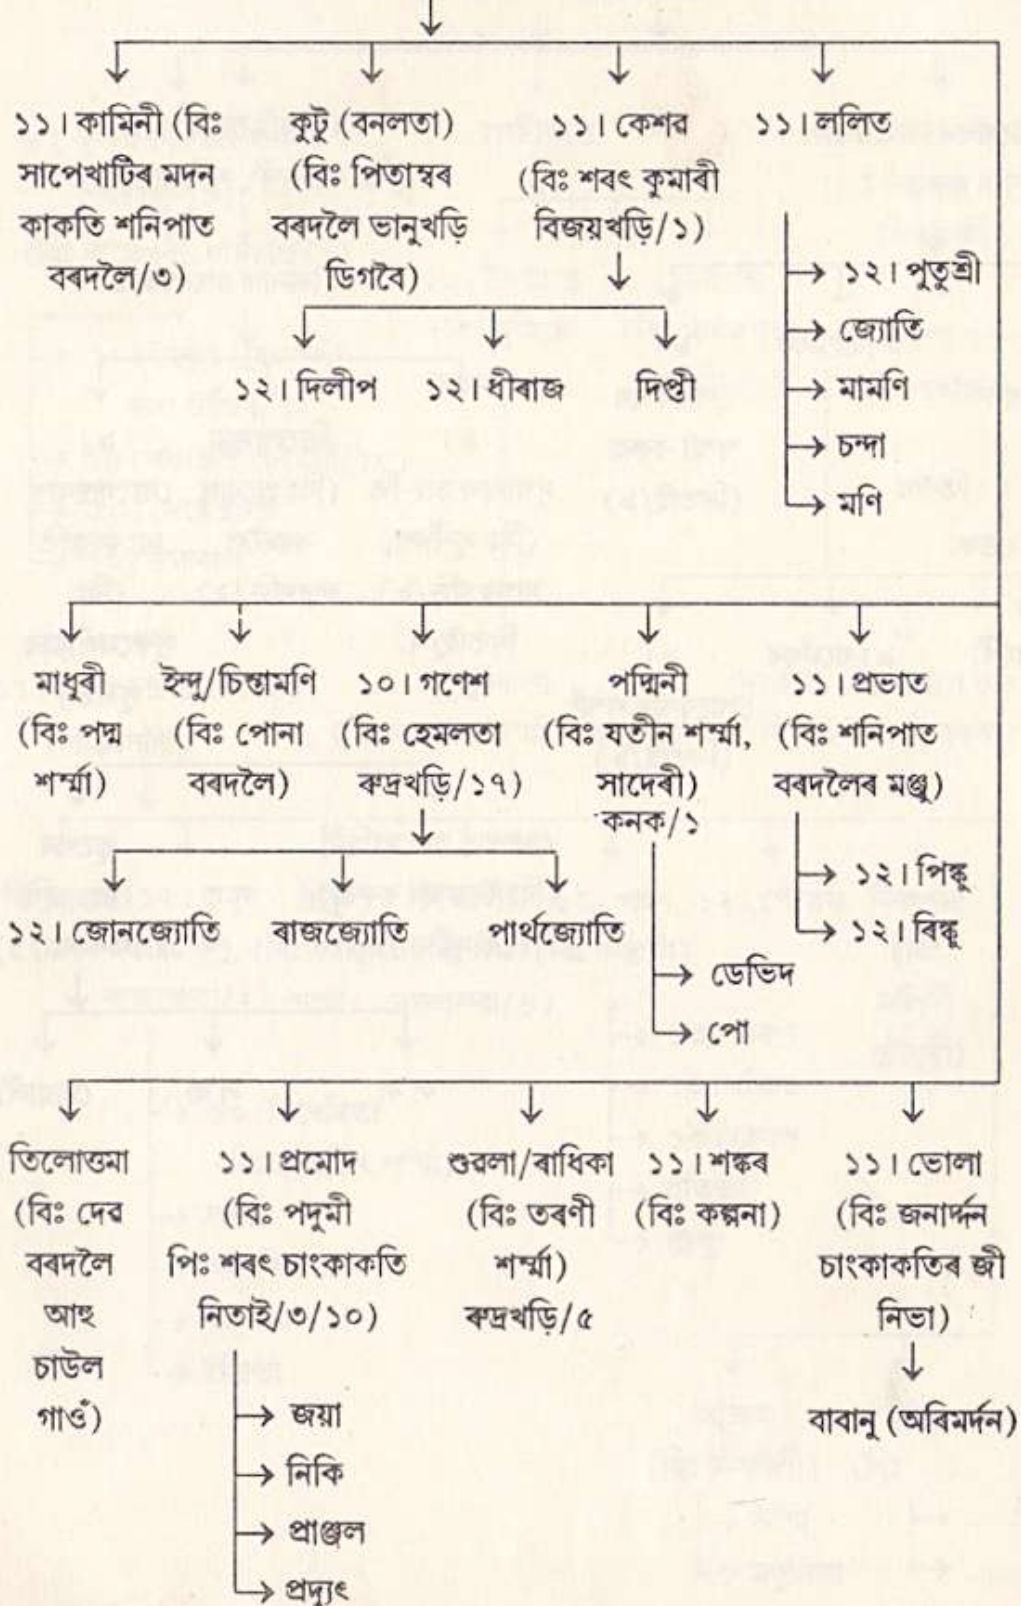 ১১। কামিনী (বিঃ
সাপেখাটিৰ মদন
কাকতি শনিপাত
বৰদলৈ/৩)
কুটু (বনলতা)
(বিঃ পিতাম্বৰ
বৰদলৈ ভানুখড়ি
ডিগবৈ)
১১। কেশৱ
(বিঃ শৰৎ কুমাৰী
বিজয়খড়ি/১)
১১। ললিত
১২। দিলীপ
১২। ধীৰাজ
দিপ্তী
১২। পুতুশ্ৰী
জ্যোতি
মামণি
চন্দা
মণি
মাধুৰী
(বিঃ পদ্ম
শৰ্ম্মা)
ইন্দু/চিন্তামণি
(বিঃ পোনা
বৰদলৈ)
১০। গণেশ
(বিঃ হেমলতা
ৰুদ্ৰখড়ি/১৭)
পদ্মিনী
(বিঃ যতীন শৰ্ম্মা,
সাদেৰী)
কনক/১
১১। প্ৰভাত
(বিঃ শনিপাত
বৰদলৈৰ মঞ্জু)
১২। জোনজ্যোতি
ৰাজজ্যোতি
পাৰ্থজ্যোতি
ডেভিদ
পো
১২। পিঙ্কু
১২। ৰিঙ্কু
তিলোত্তমা
(বিঃ দেৱ
বৰদলৈ
আহু
চাউল
গাওঁ)
১১। প্ৰমোদ
(বিঃ পদুমী
পিঃ শৰৎ চাংকাকতি
নিতাই/৩/১০)
শুৱলা/ৰাধিকা
(বিঃ তৰণী
শৰ্ম্মা)
ৰুদ্ৰখড়ি/৫
১১। শঙ্কৰ
(বিঃ কল্পনা)
১১। ভোলা
(বিঃ জনাৰ্দ্দন
চাংকাকতিৰ জী
নিভা)
জয়া
নিকি
প্ৰাঞ্জল
প্ৰদ্যুৎ
বাবানু (অৰিমৰ্দন)